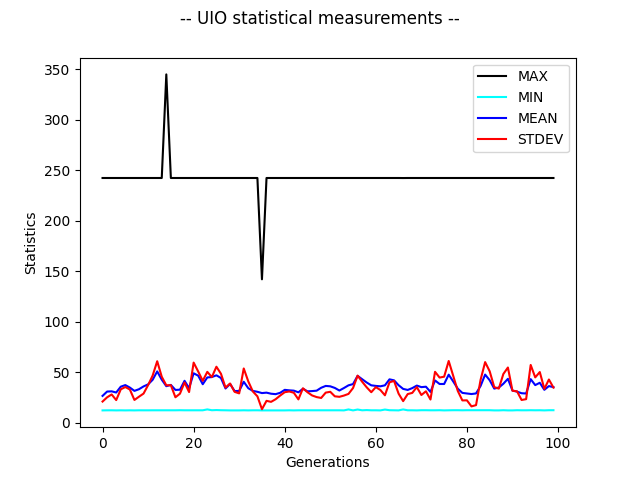 -- UIO statistical measurements --
MAX
MIN
MEAN
STDEV
350
300
250
200
150
100
50
0
Statistics
0 20 40 60 80 100
Generations